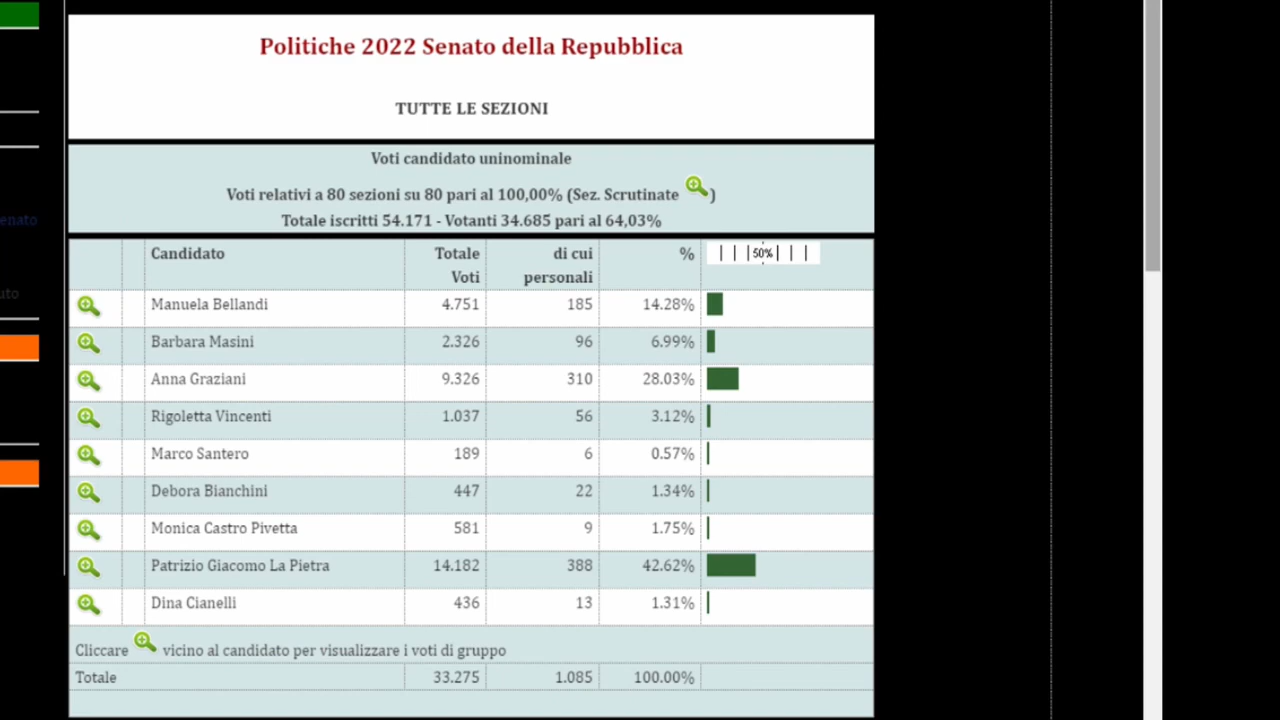 Politiche 2022 Senato della Repubblica
TUTTE LE SEZIONI
Voti candidato uninominale
Voti relativi a 80 sezioni su 80 pari al 100,00% (Sez. Scrutinate )
Totale iscritti 54.171 - Votanti 34.685 pari al 64,03%
Candidato Totale Voti di cui personali % 50%
Manuela Bellandi 4.751 185 14.28%
Barbara Masini 2.326 96 6.99%
Anna Graziani 9.326 310 28.03%
Rigoletta Vincenti 1.037 56 3.12%
Marco Santero 189 6 0.57%
Debora Bianchini 447 22 1.34%
Monica Castro Pivetta 581 9 1.75%
Patrizio Giacomo La Pietra 14.182 388 42.62%
Dina Cianelli 436 13 1.31%
Cliccare vicino al candidato per visualizzare i voti di gruppo
Totale 33.275 1.085 100.00%